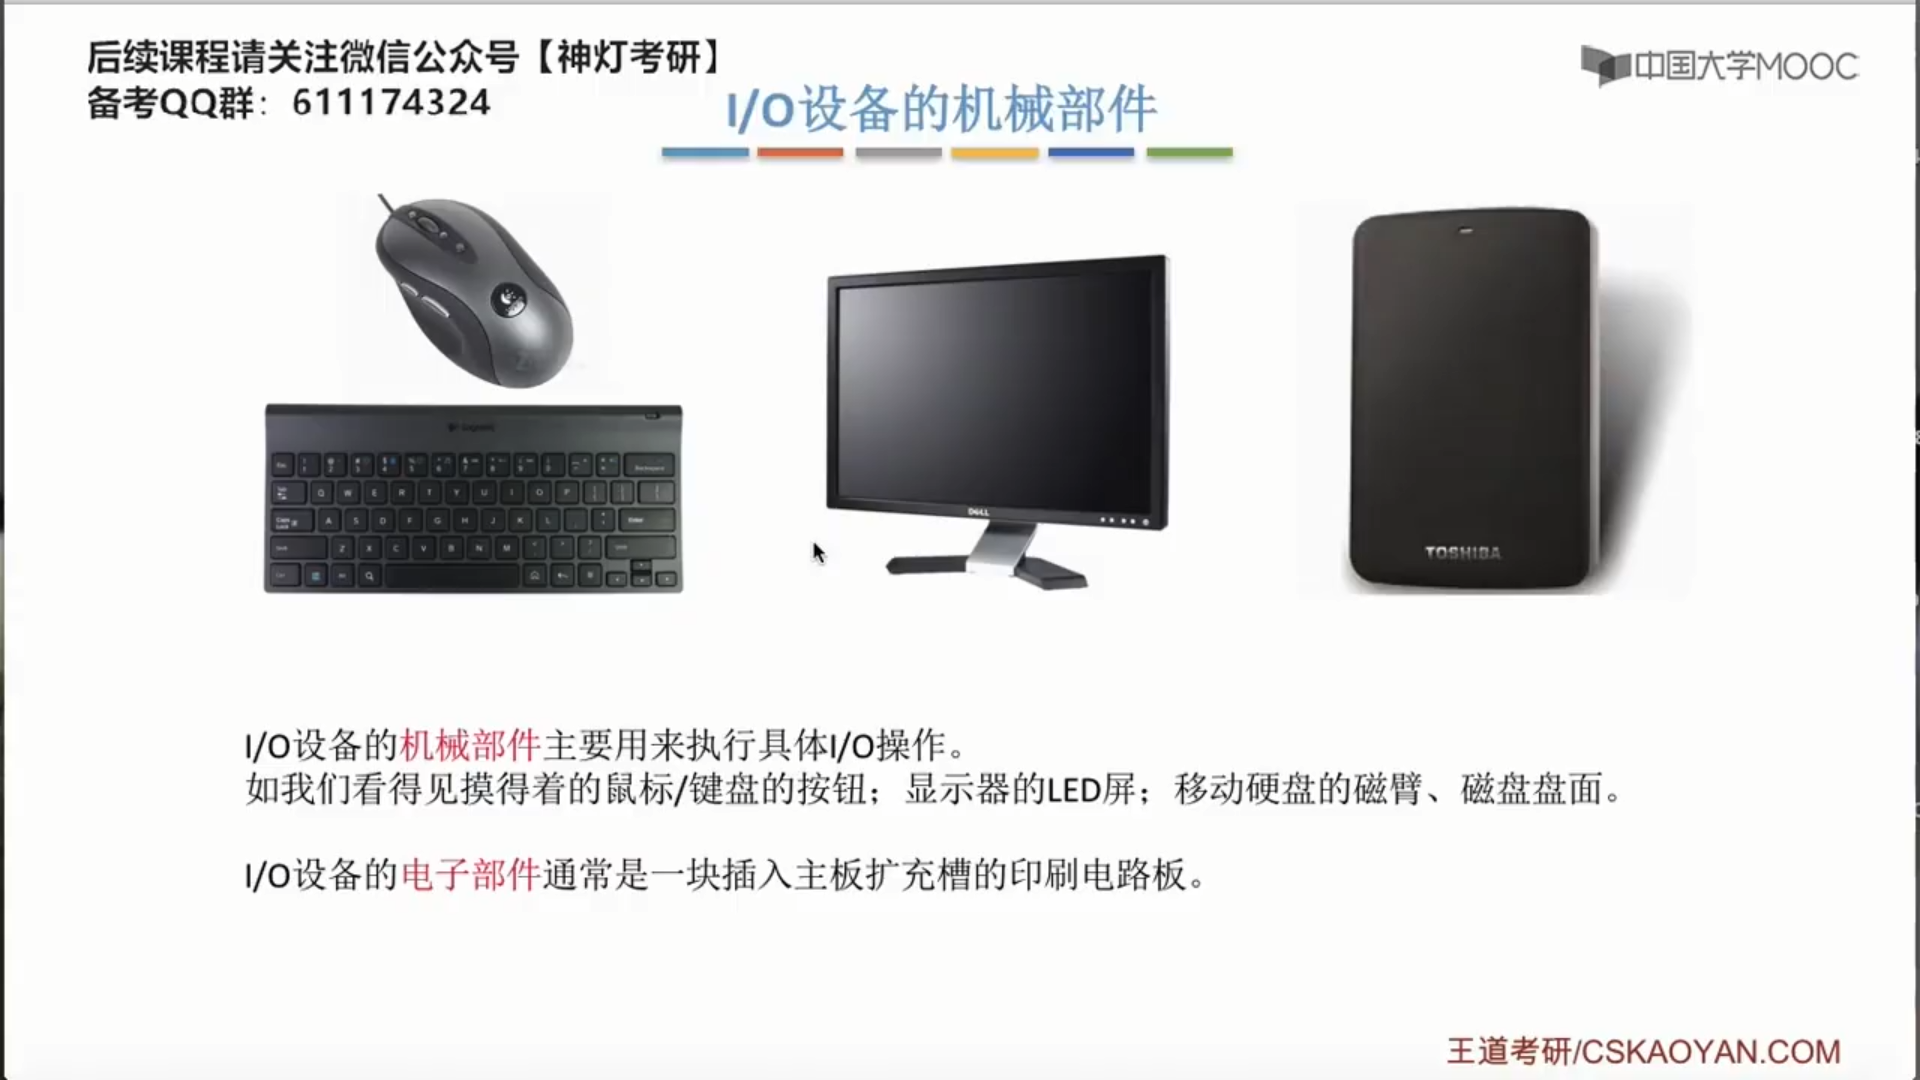 后续课程请关注微信公众号【神灯考研】
备考QQ群：611174324
中国大学MOOC
I/O设备的机械部件
DELL
TOSHIBA
I/O设备的机械部件主要用来执行具体I/O操作。
如我们看得见摸得着的鼠标/键盘的按钮；显示器的LED屏；移动硬盘的磁臂、磁盘盘面。
I/O设备的电子部件通常是一块插入主板扩充槽的印刷电路板。
王道考研/CSKAOYAN.COM